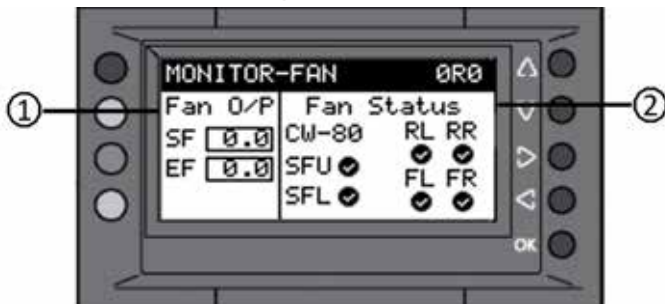 MONITOR-FAN 0R0
Fan O/P
SF 0.0
EF 0.0
Fan Status
CW-80 RL RR
SFU
FL FR
SFL
OK
1
2